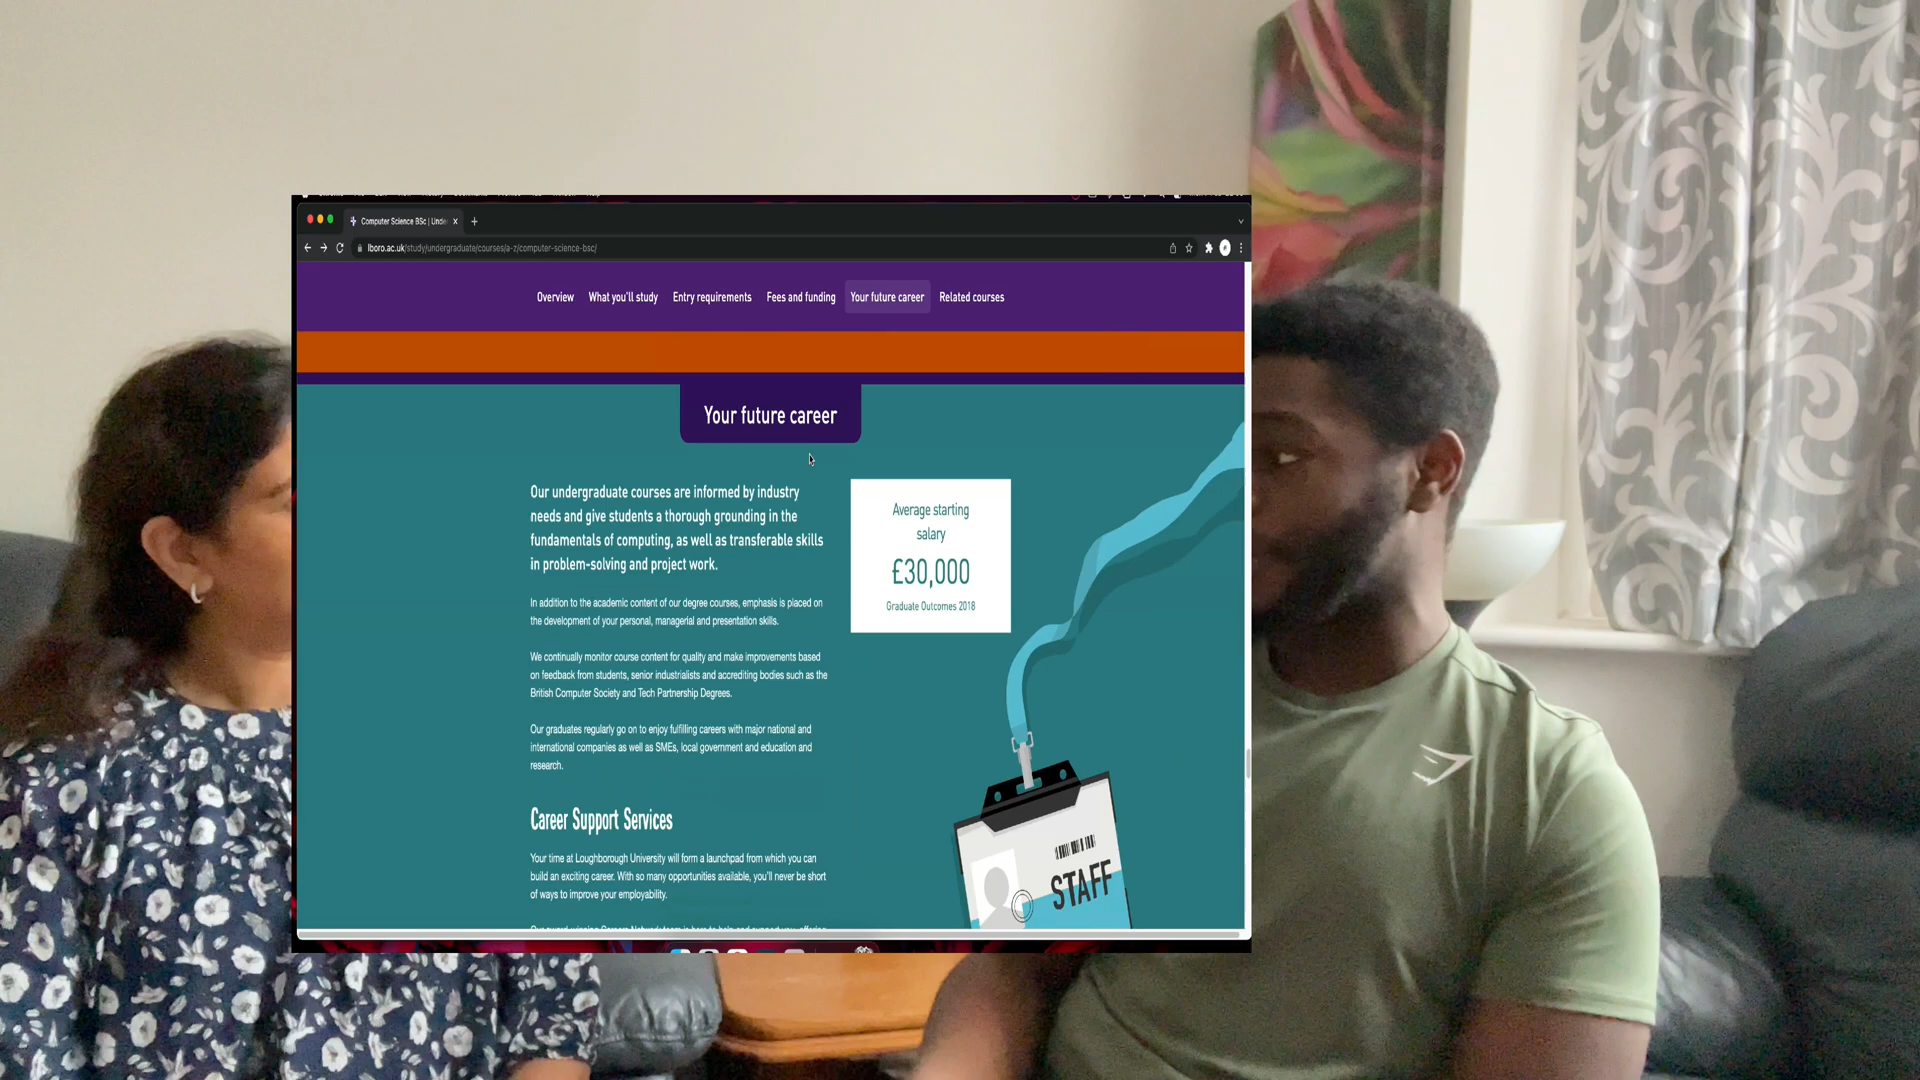 Computer Science BSc | Unde
lboro.ac.uk/study/undergraduate/courses/a-z/computer-science-bsc/
Overview What you'll study Entry requirements Fees and funding Your future career Related courses
Your future career
Our undergraduate courses are informed by industry
needs and give students a thorough grounding in the
fundamentals of computing, as well as transferable skills
in problem-solving and project work.
In addition to the academic content of our degree courses, emphasis is placed on
the development of your personal, managerial and presentation skills.
We continually monitor course content for quality and make improvements based
on feedback from students, senior industrialists and accrediting bodies such as the
British Computer Society and Tech Partnership Degrees.
Our graduates regularly go on to enjoy fulfilling careers with major national and
international companies as well as SMEs, local government and education and
research.
Average starting
salary
£30,000
Graduate Outcomes 2018
Career Support Services
Your time at Loughborough University will form a launchpad from which you can
build an exciting career. With so many opportunities available, you'll never be short
of ways to improve your employability.
STAFF